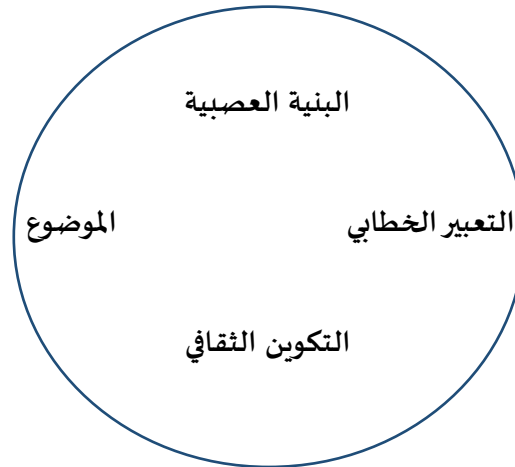 البنية العصبية
التعبير الخطابي
الموضوع
التكوين الثقافي